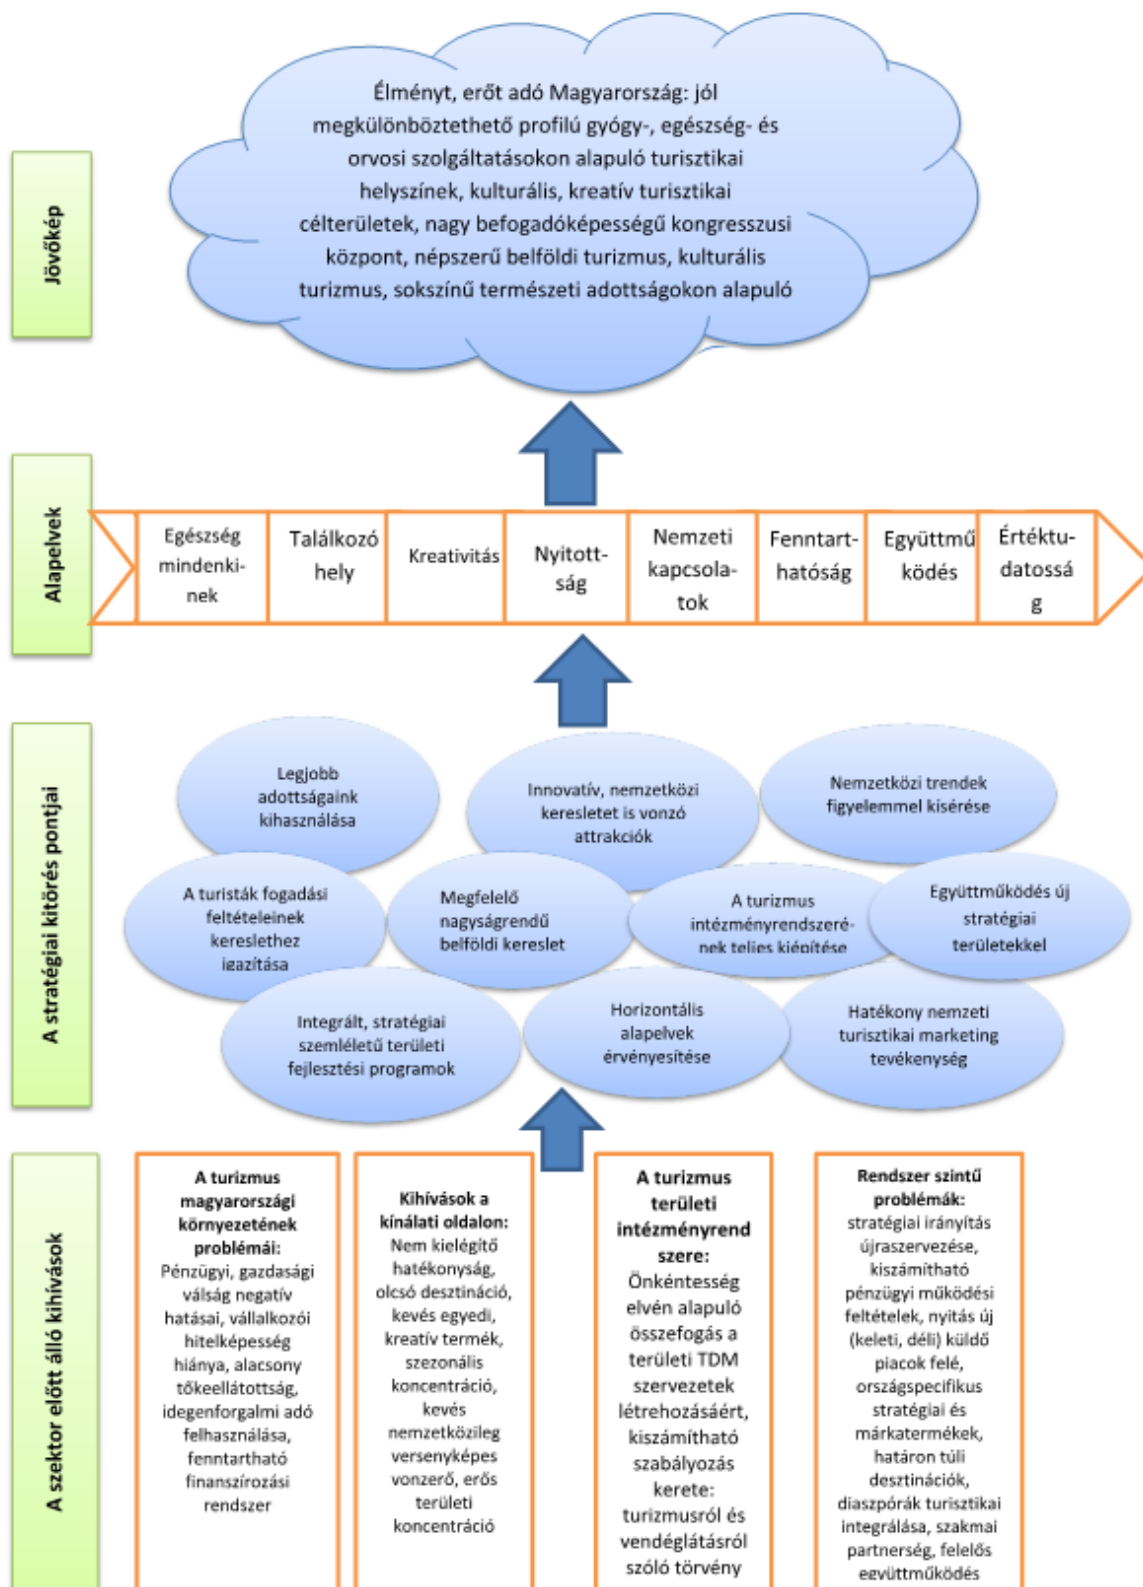 Jövőkép
Élményt, erőt adó Magyarország: jól
megkülönböztethető profilú gyógy-, egészség- és
orvosi szolgáltatásokon alapuló turisztikai
helyszínek, kulturális, kreatív turisztikai
célterületek, nagy befogadóképességű kongresszusi
központ, népszerű belföldi turizmus, kulturális
turizmus, sokszínű természeti adottságokon alapuló
Alapelvek
Egészség
mindenki-
nek
Találkozó
hely
Kreativitás
Nyitott-
ság
Nemzeti
kapcsola-
tok
Fenntart-
hatóság
Együttmű
ködés
Értéktu-
datossá
g
A stratégiai kitörés pontjai
Legjobb
adottságaink
kihasználása
Innovatív, nemzetközi
keresletet is vonzó
attrakciók
Nemzetközi trendek
figyelemmel kísérése
A turisták fogadási
feltételeinek
kereslethez
igazítása
Megfelelő
nagyságrendű
belföldi kereslet
A turizmus
intézményrendszeré-
nek teljes kiépítése
Együttműködés új
stratégiai
területekkel
Integrált, stratégiai
szemléletű területi
fejlesztési programok
Horizontális
alapelvek
érvényesítése
Hatékony nemzeti
turisztikai marketing
tevékenység
A szektor előtt álló kihívások
A turizmus
magyarországi
környezetének
problémái:
Pénzügyi, gazdasági
válság negatív
hatásai, vállalkozói
hitelképesség
hiánya, alacsony
tőkeellátottság,
idegenforgalmi adó
felhasználása,
fenntartható
finanszírozási
rendszer
Kihívások a
kínálati oldalon:
Nem kielégítő
hatékonyság,
olcsó desztináció,
kevés egyedi,
kreatív termék,
szezonális
koncentráció,
kevés
nemzetközileg
versenyképes
vonzerő, erős
területi
koncentráció
A turizmus
területi
intézményrend
szere:
Önkéntesség
elvén alapuló
összefogás a
területi TDM
szervezetek
létrehozásáért,
kiszámítható
szabályozás
kerete:
turizmusról és
vendéglátásról
szóló törvény
Rendszer szintű
problémák:
stratégiai irányítás
újraszervezése,
kiszámítható
pénzügyi működési
feltételek, nyitás új
(keleti, déli) küldő
piacok felé,
országspecifikus
stratégiai és
márkatermékek,
határon túli
desztinációk,
diaszpórák turisztikai
integrálása, szakmai
partnerség, felelős
együttműködés